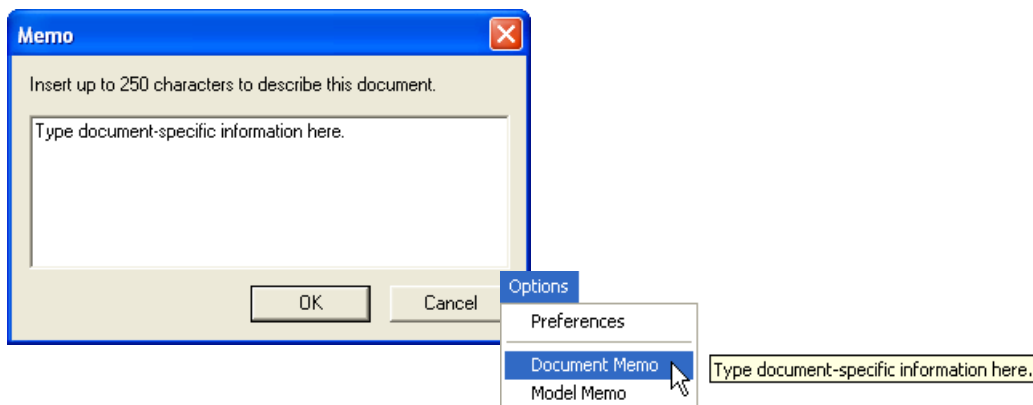 Memo
Insert up to 250 characters to describe this document.
Type document-specific information here.
OK
Cancel
Options
Preferences
Document Memo
Type document-specific information here.
Model Memo